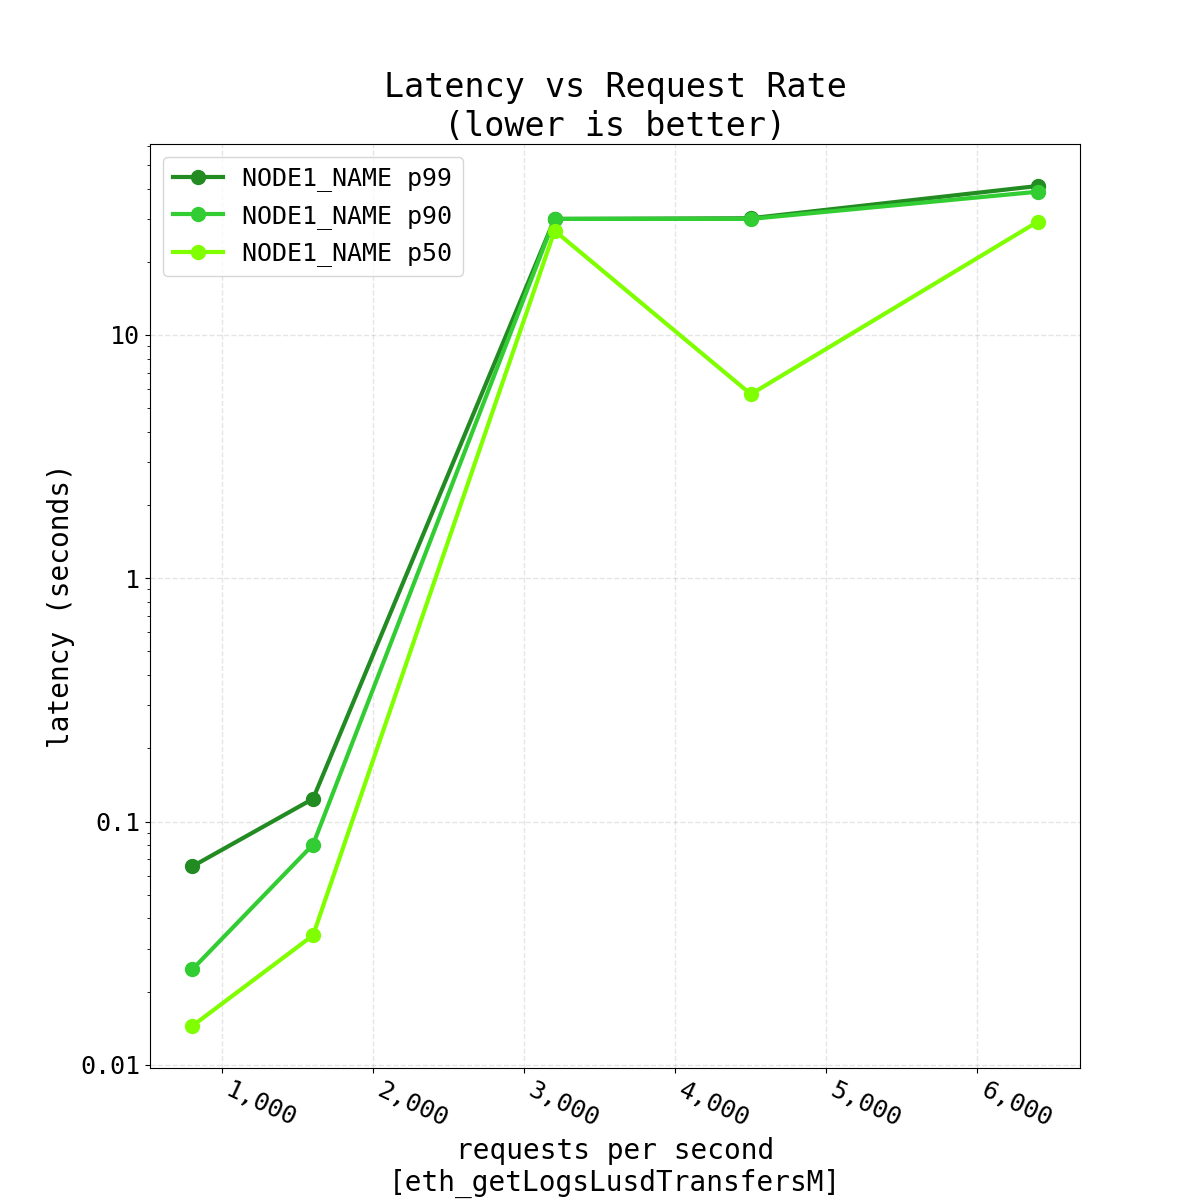 Latency vs Request Rate
(lower is better)
NODE1_NAME p99
NODE1_NAME p90
NODE1_NAME p50
10
1
0.1
0.01
latency (seconds)
1,000
2,000
3,000
4,000
5,000
6,000
requests per second
[eth_getLogsLusdTransfersM]